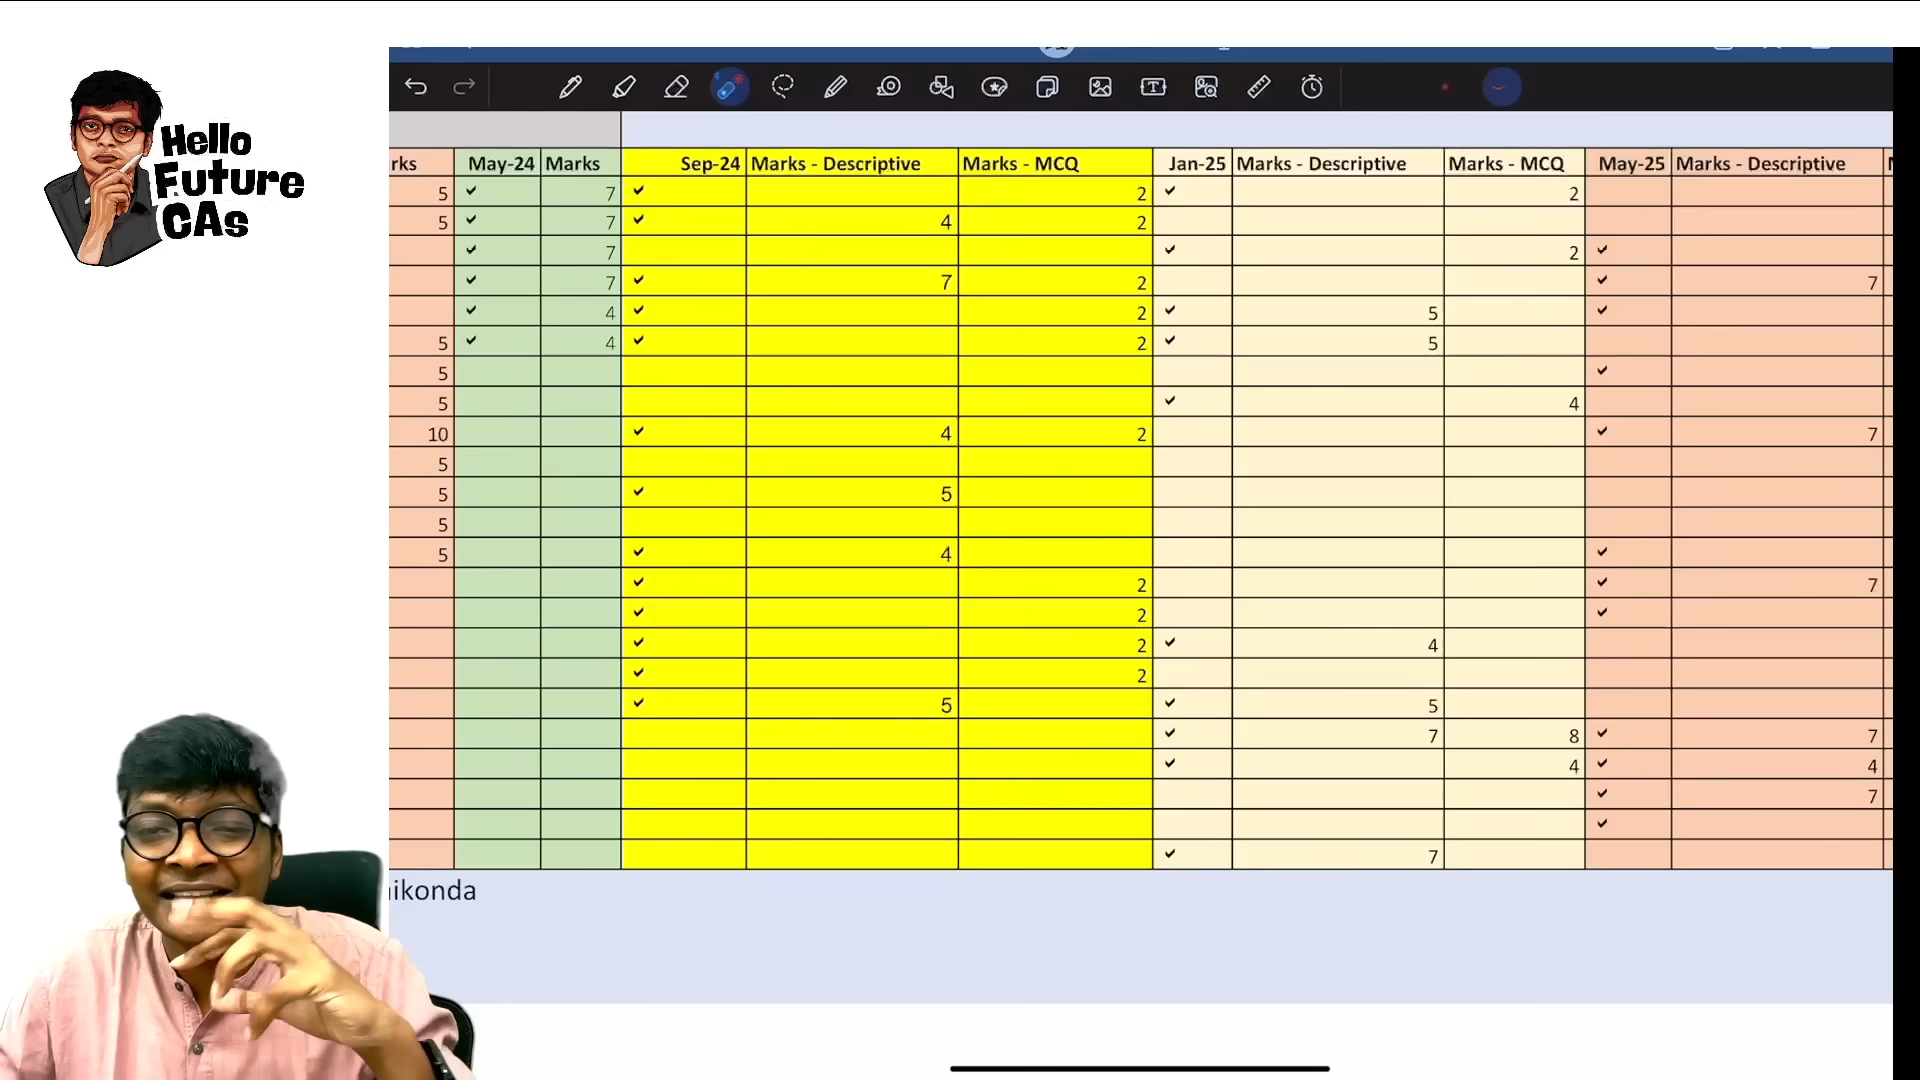 Hello
Future
CAs
rks May-24 Marks Sep-24 Marks - Descriptive Marks - MCQ Jan-25 Marks - Descriptive Marks - MCQ May-25 Marks - Descriptive
5 ✓ 7 ✓ 2 ✓ 2
5 ✓ 7 ✓ 4 2
✓ 7 ✓ 2 ✓
✓ 7 ✓ 7 2 ✓ 7
✓ 4 ✓ 2 ✓ 5 ✓
5 ✓ 4 ✓ 2 ✓ 5
5 ✓
5 ✓ 4
10 ✓ 4 2 ✓ 7
5
5 ✓ 5
5
5 ✓ 4 ✓
✓ 2 ✓ 7
✓ 2 ✓
✓ 2 ✓ 4
✓ 2
✓ 5 ✓ 5
✓ 7 8 ✓ 7
✓ 4 ✓ 4
✓ 7
✓
✓ 7
ikonda